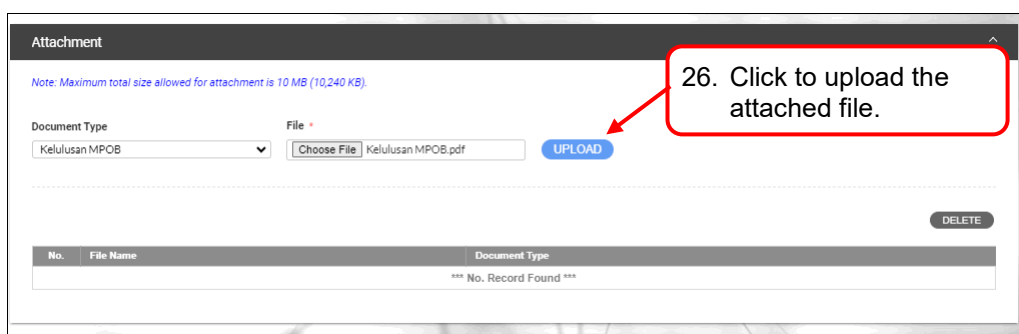 Attachment
Note: Maximum total size allowed for attachment is 10 MB (10,240 KB).
26. Click to upload the
attached file.
Document Type
File *
Kelulusan MPOB
Choose File Kelulusan MPOB.pdf
UPLOAD
DELETE
No. File Name Document Type
*** No. Record Found ***